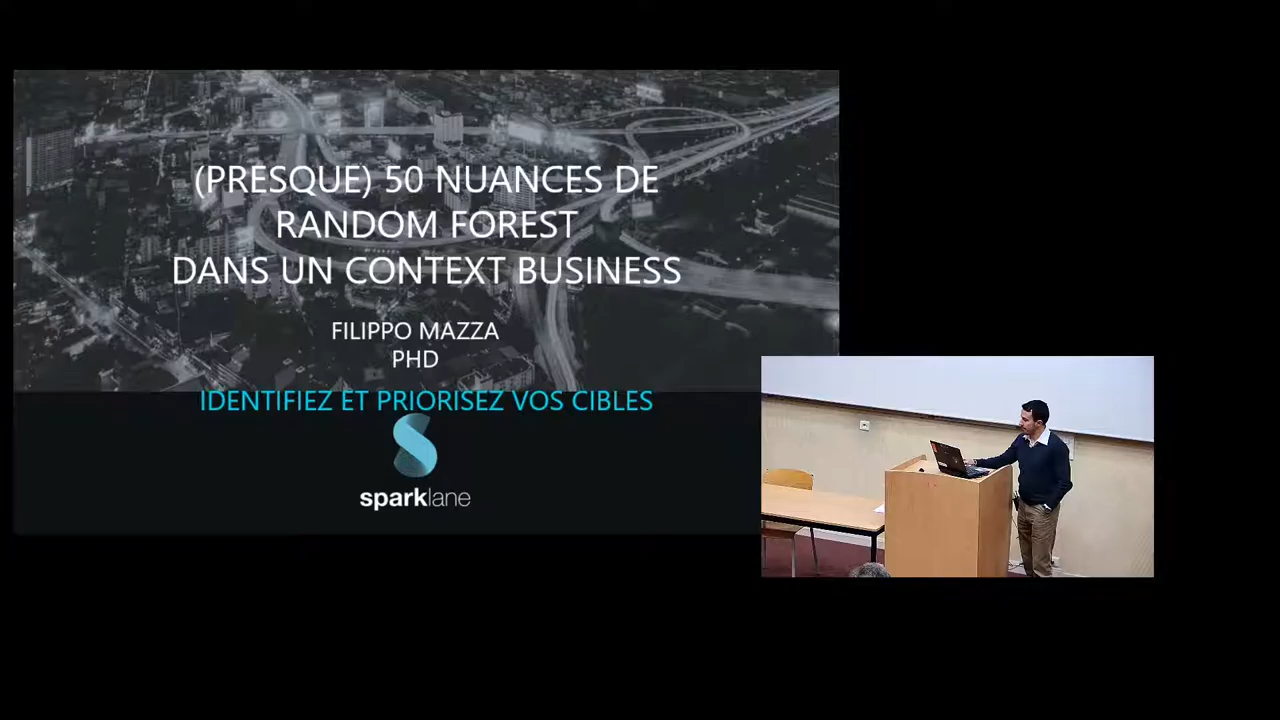 (PRESQUE) 50 NUANCES DE
RANDOM FOREST
DANS UN CONTEXT BUSINESS
FILIPPO MAZZA
PHD
IDENTIFIEZ ET PRIORISEZ VOS CIBLES
sparklane